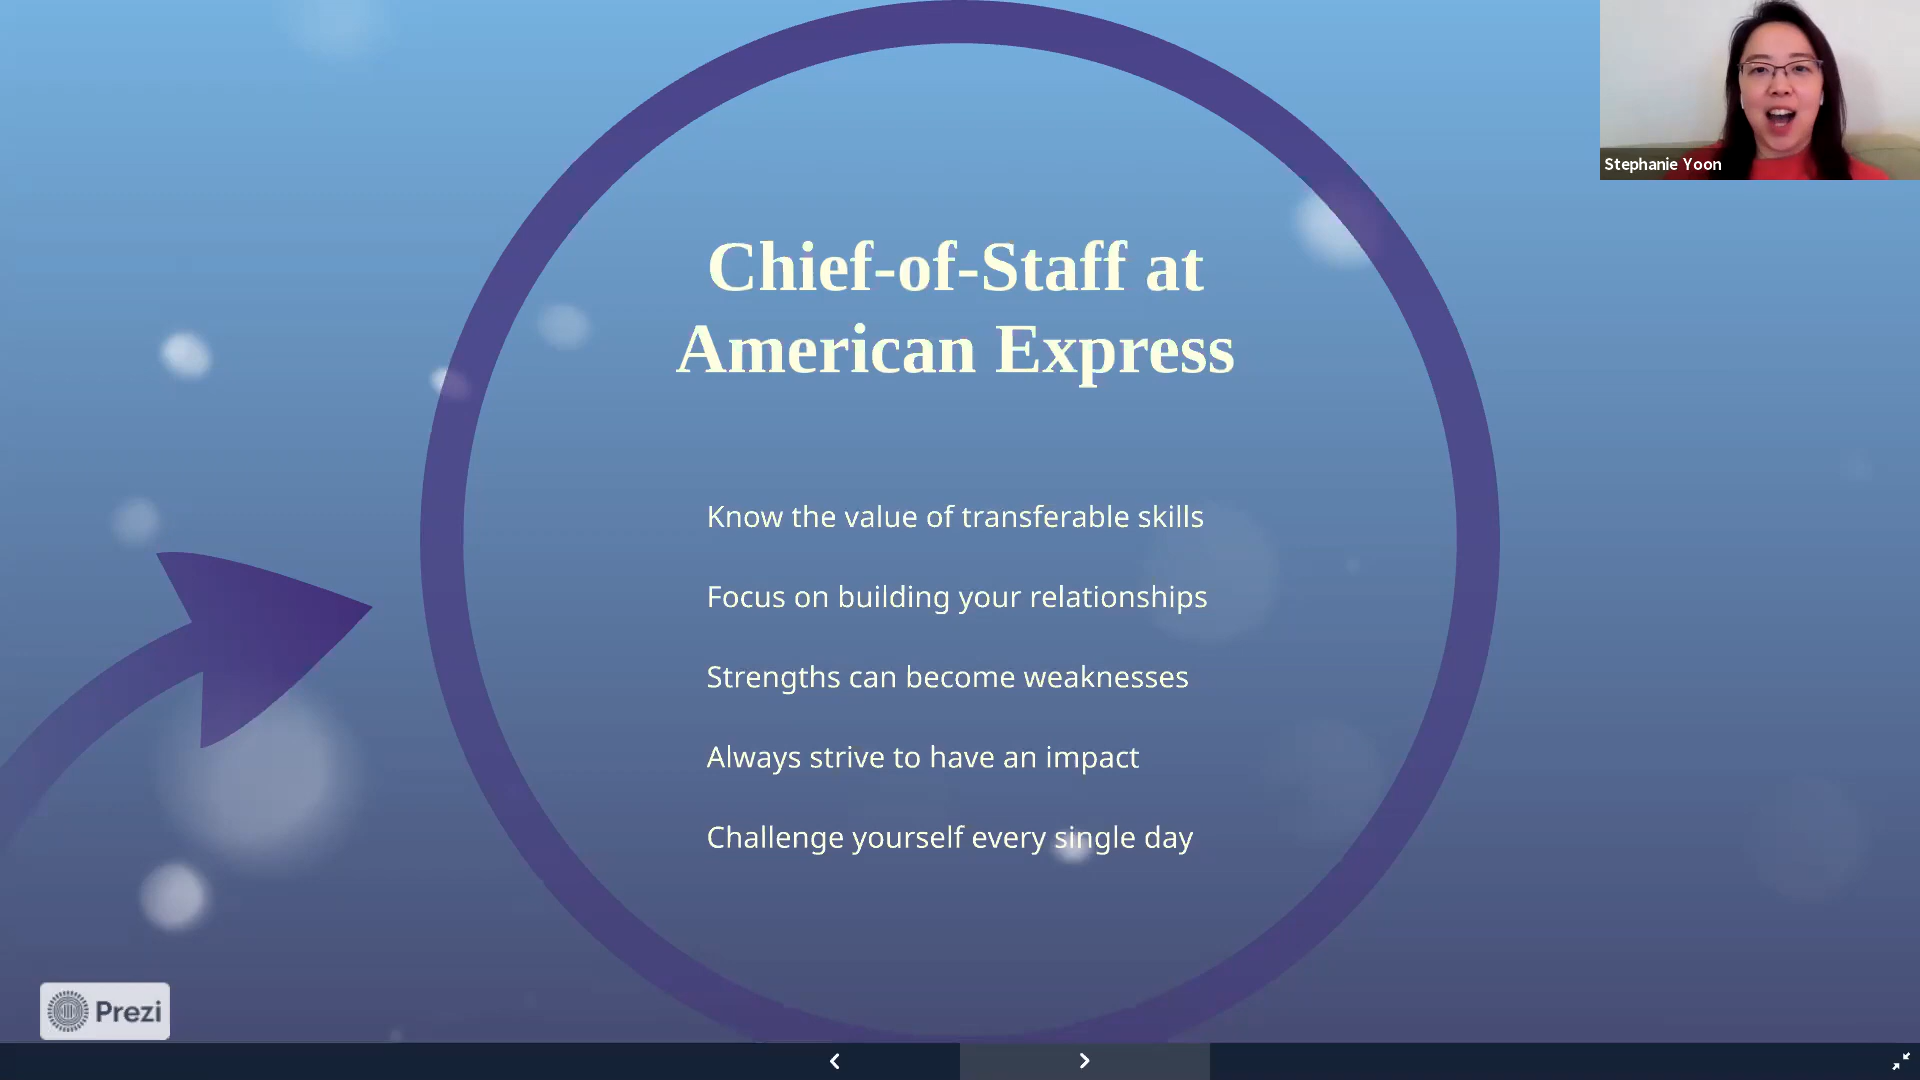 Stephanie Yoon
Chief-of-Staff at
American Express
Know the value of transferable skills
Focus on building your relationships
Strengths can become weaknesses
Always strive to have an impact
Challenge yourself every single day
Prezi